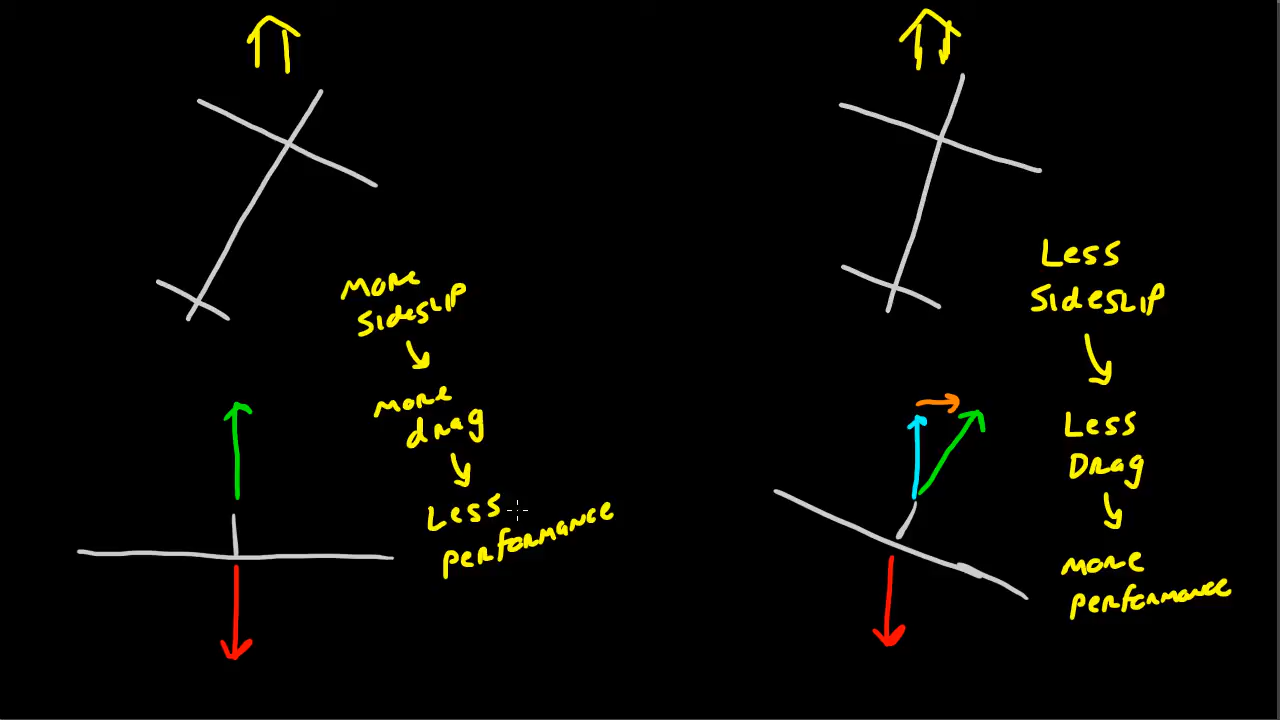 MORE
SIDESLIP
MORE
DRAG
LESS
PERFORMANCE
LESS
SIDESLIP
LESS
DRAG
MORE
PERFORMANCE